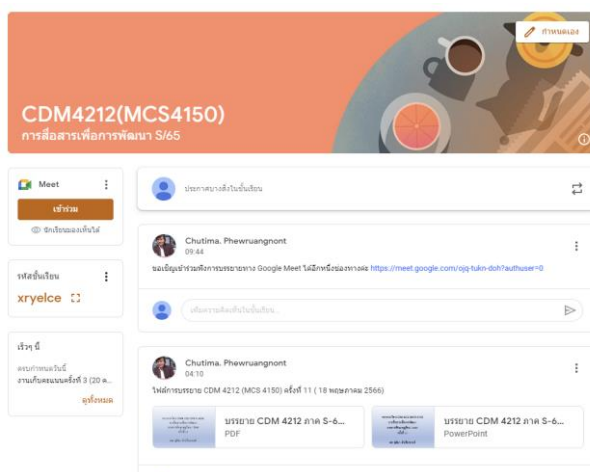 กำหนดเอง
CDM4212(MCS4150)
การสื่อสารเพื่อการพัฒนา S/65
Meet
เข้าร่วม
นักเรียนมองเห็นได้
รหัสชั้นเรียน
xryelce
เร็วๆ นี้
ครบกำหนดวันนี้
งานเก็บคะแนนครั้งที่ 3 (20 ค...
ดูทั้งหมด
ประกาศบางสิ่งในชั้นเรียน
Chutima. Phewruangnont
09:44
ขอเชิญเข้าร่วมฟังการบรรยายทาง Google Meet ได้อีกหนึ่งช่องทางค่ะ https://meet.google.com/ojq-tukn-doh?authuser=0
เพิ่มความคิดเห็นในชั้นเรียน...
Chutima. Phewruangnont
04:10
ไฟล์การบรรยาย CDM 4212 (MCS 4150) ครั้งที่ 11 ( 18 พฤษภาคม 2566)
บรรยาย CDM 4212 ภาค S-6...
PDF
บรรยาย CDM 4212 ภาค S-6...
PowerPoint